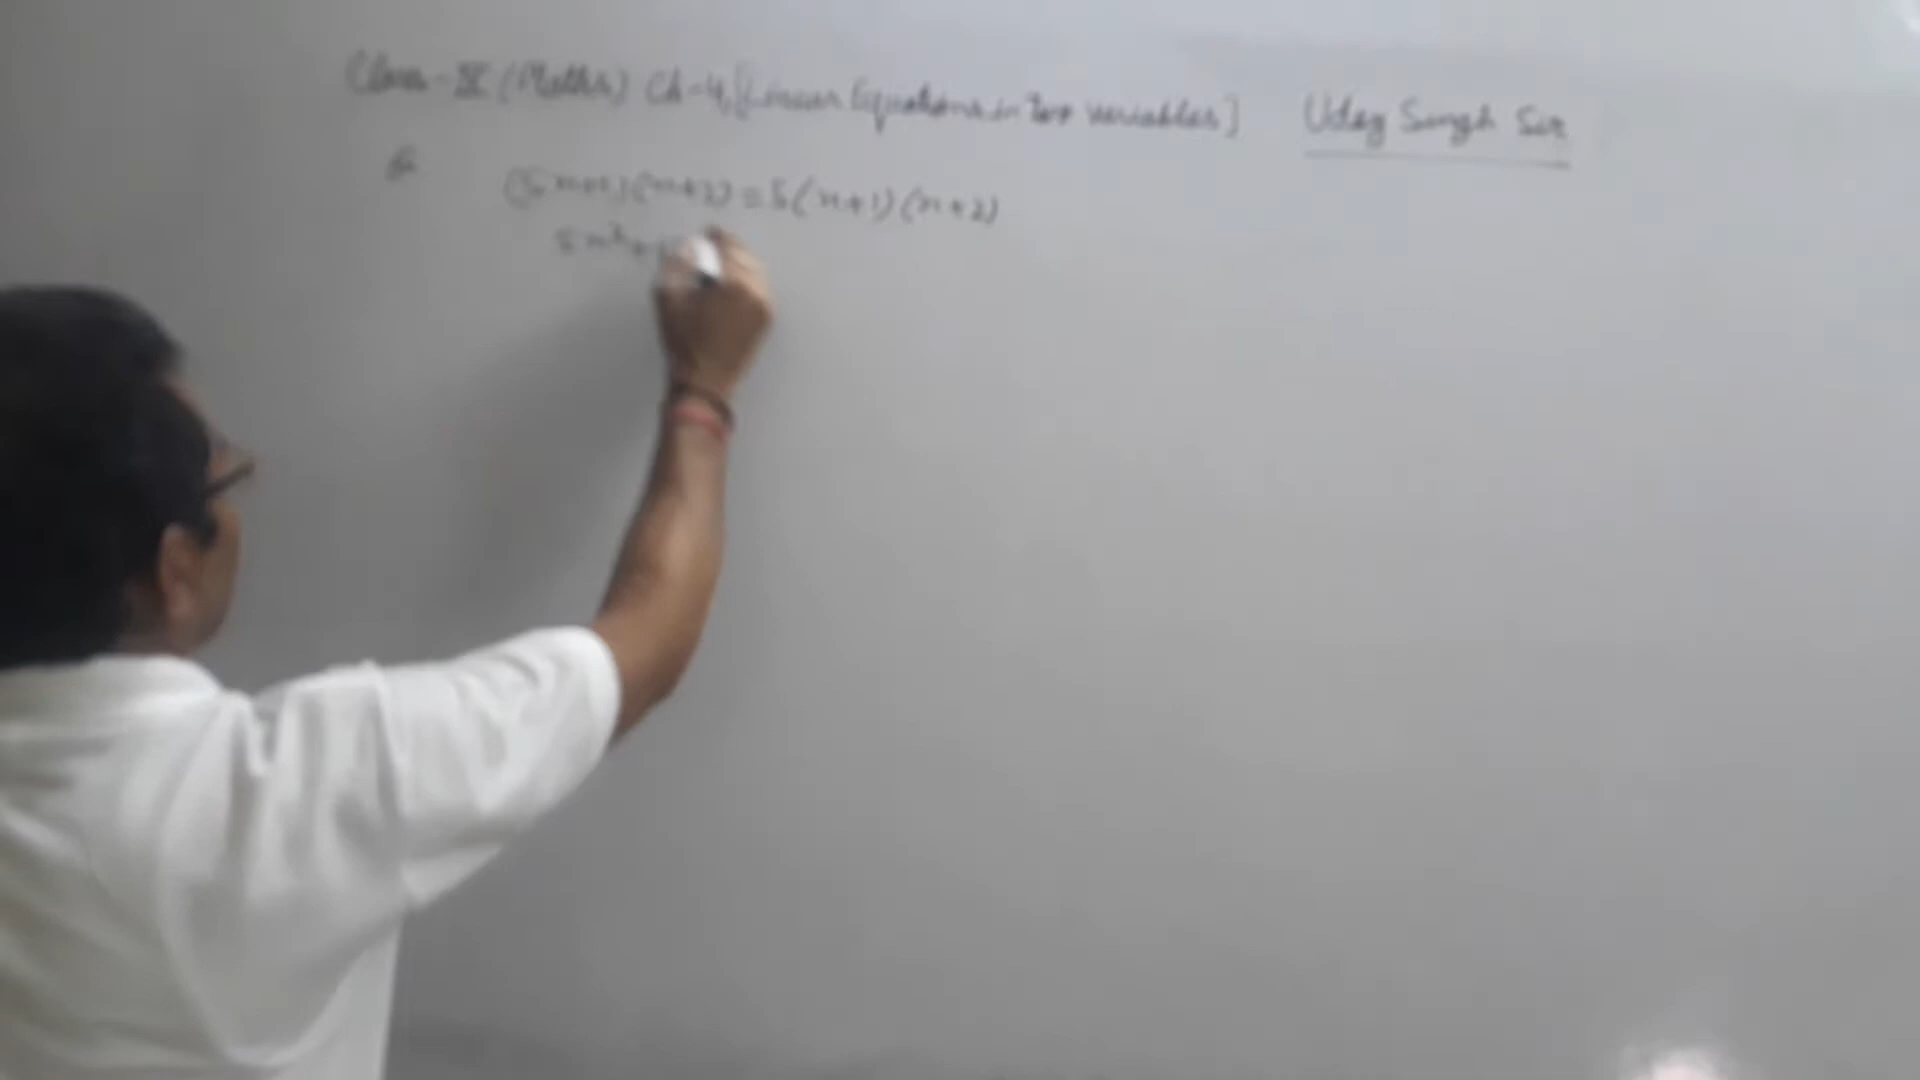 Class-IX (Maths) Ch-4, [Linear Equations in Two variables] Uday Singh Sir
Q (5x+1)(x+3)=5(x+1)(x+2)
5x²+